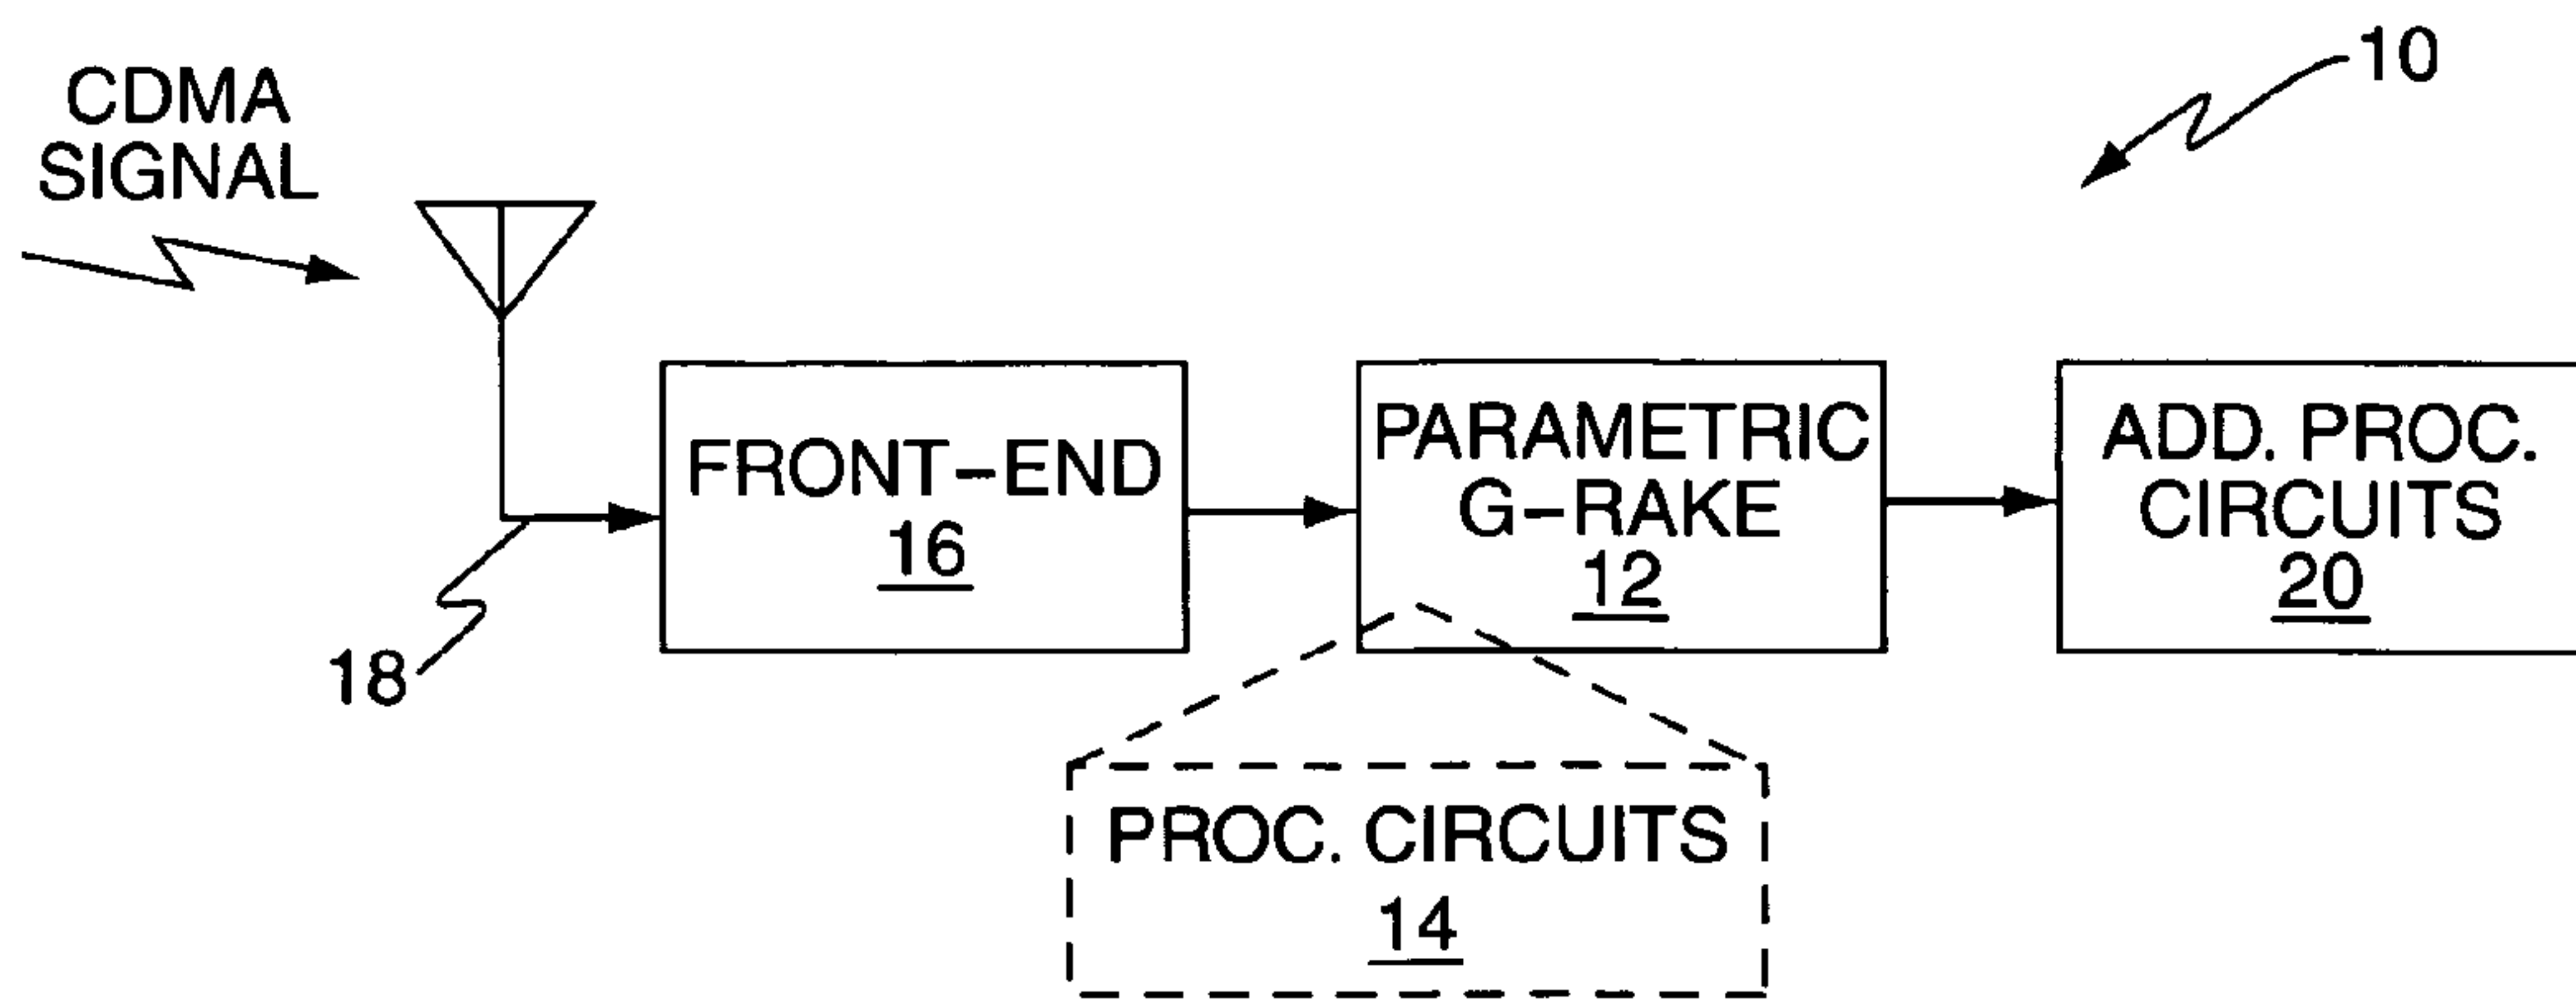 10
CDMA
SIGNAL
FRONT-END
16
PARAMETRIC
G-RAKE
12
ADD. PROC.
CIRCUITS
20
18
PROC. CIRCUITS
14